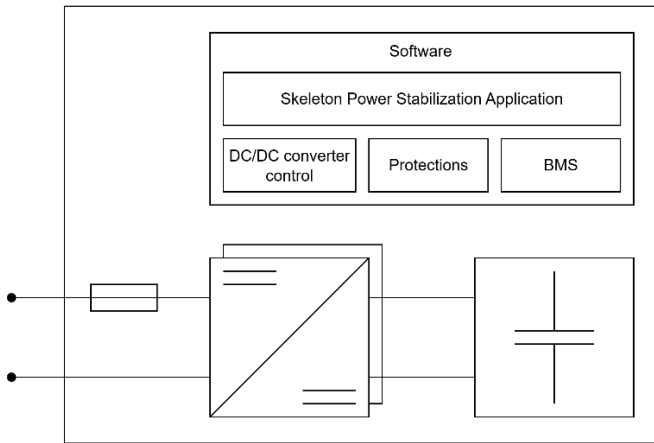 Software
Skeleton Power Stabilization Application
DC/DC converter
control
Protections
BMS